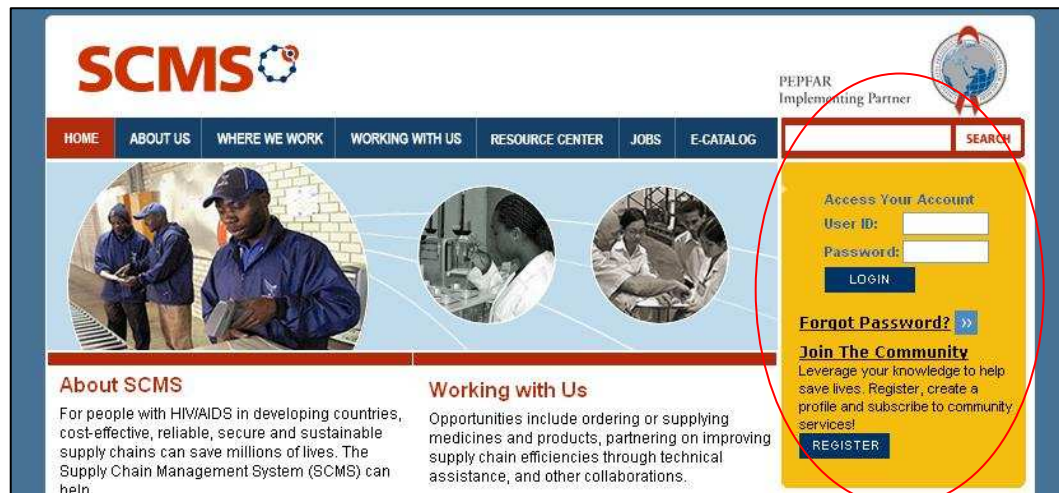 SCMS
PEPFAR
Implementing Partner
HOME ABOUT US WHERE WE WORK WORKING WITH US RESOURCE CENTER JOBS E-CATALOG SEARCH
Access Your Account
User ID:
Password:
LOGIN
Forgot Password? »
Join The Community
Leverage your knowledge to help
save lives. Register, create a
profile and subscribe to community
services!
REGISTER
About SCMS
For people with HIV/AIDS in developing countries,
cost-effective, reliable, secure and sustainable
supply chains can save millions of lives. The
Supply Chain Management System (SCMS) can
help
Working with Us
Opportunities include ordering or supplying
medicines and products, partnering on improving
supply chain efficiencies through technical
assistance, and other collaborations.